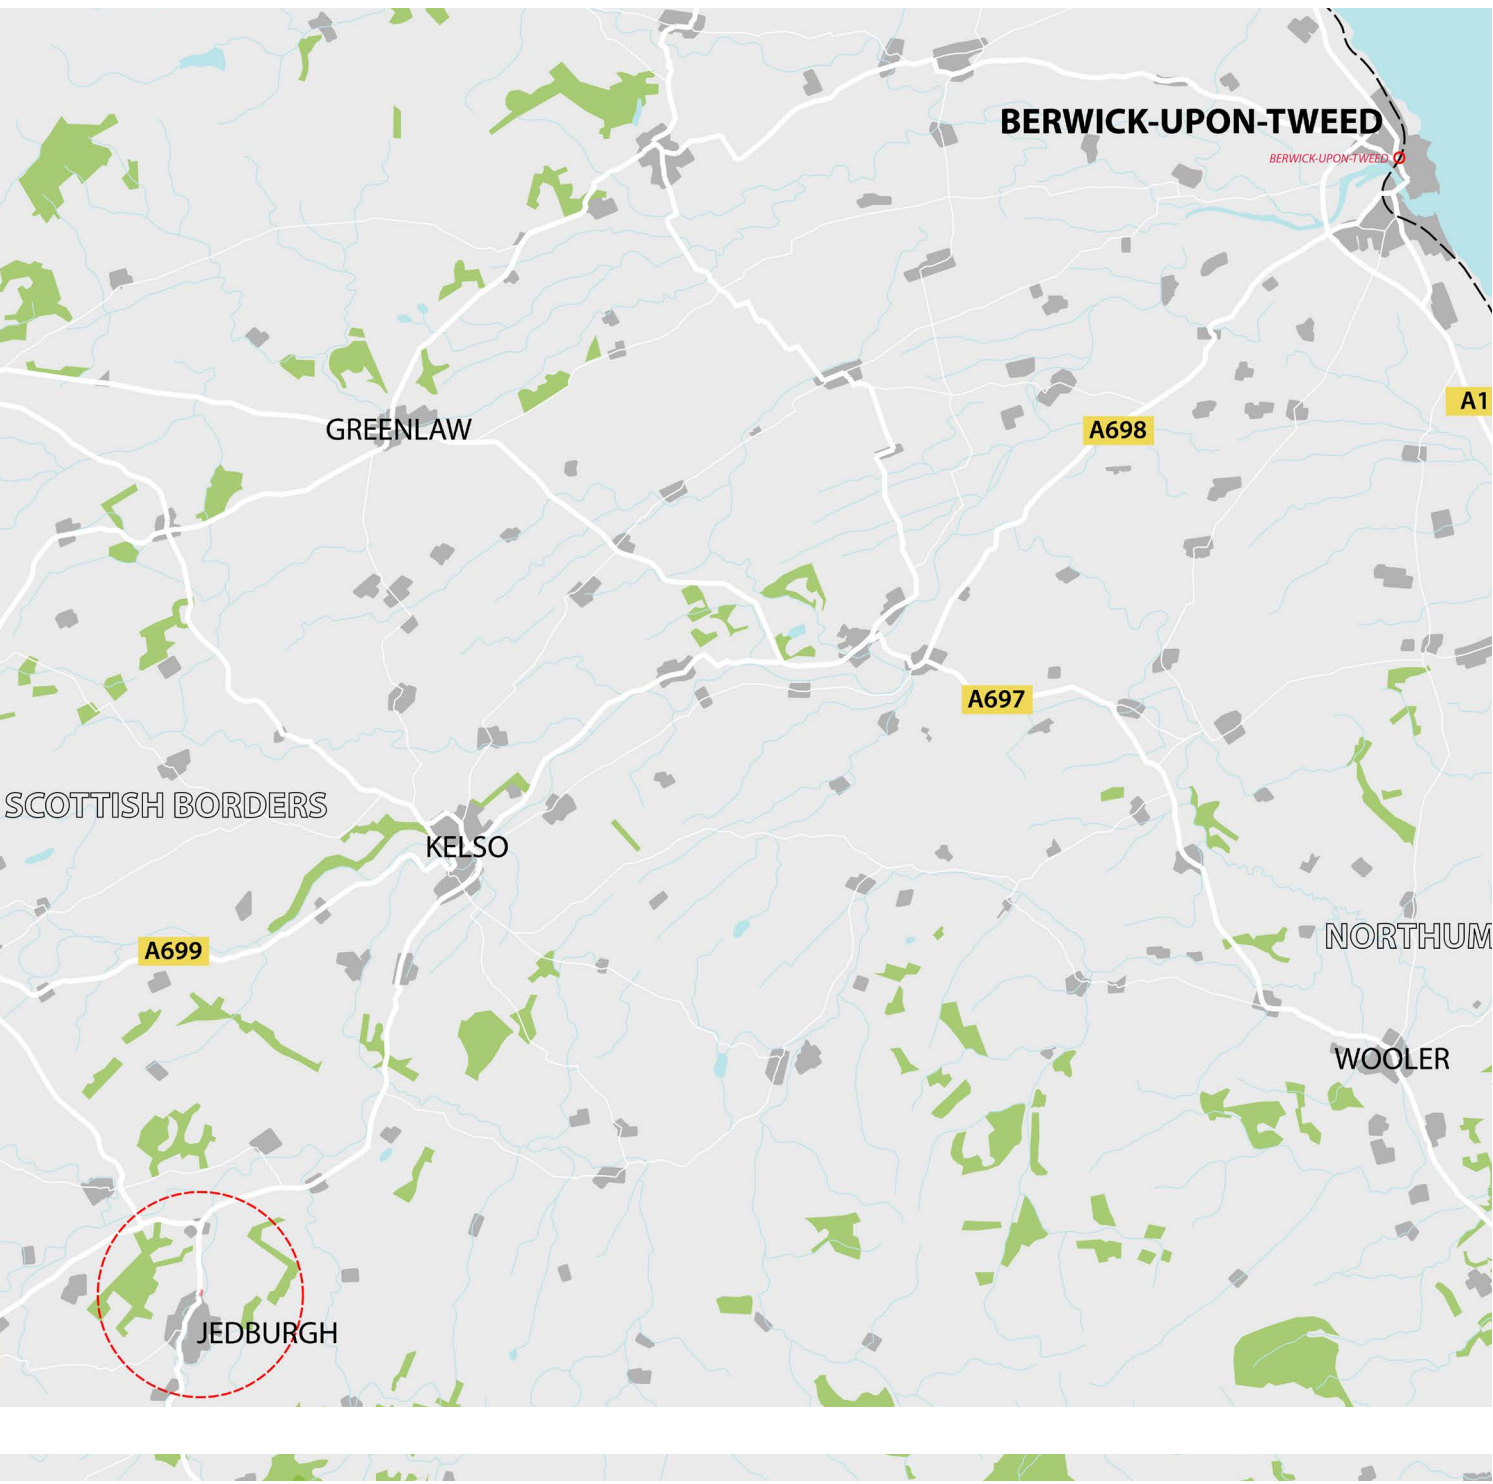 BERWICK-UPON-TWEED
BERWICK-UPON-TWEED
A1
GREENLAW
A698
A697
SCOTTISH BORDERS
KELSO
A699
NORTHUM
WOOLER
JEDBURGH